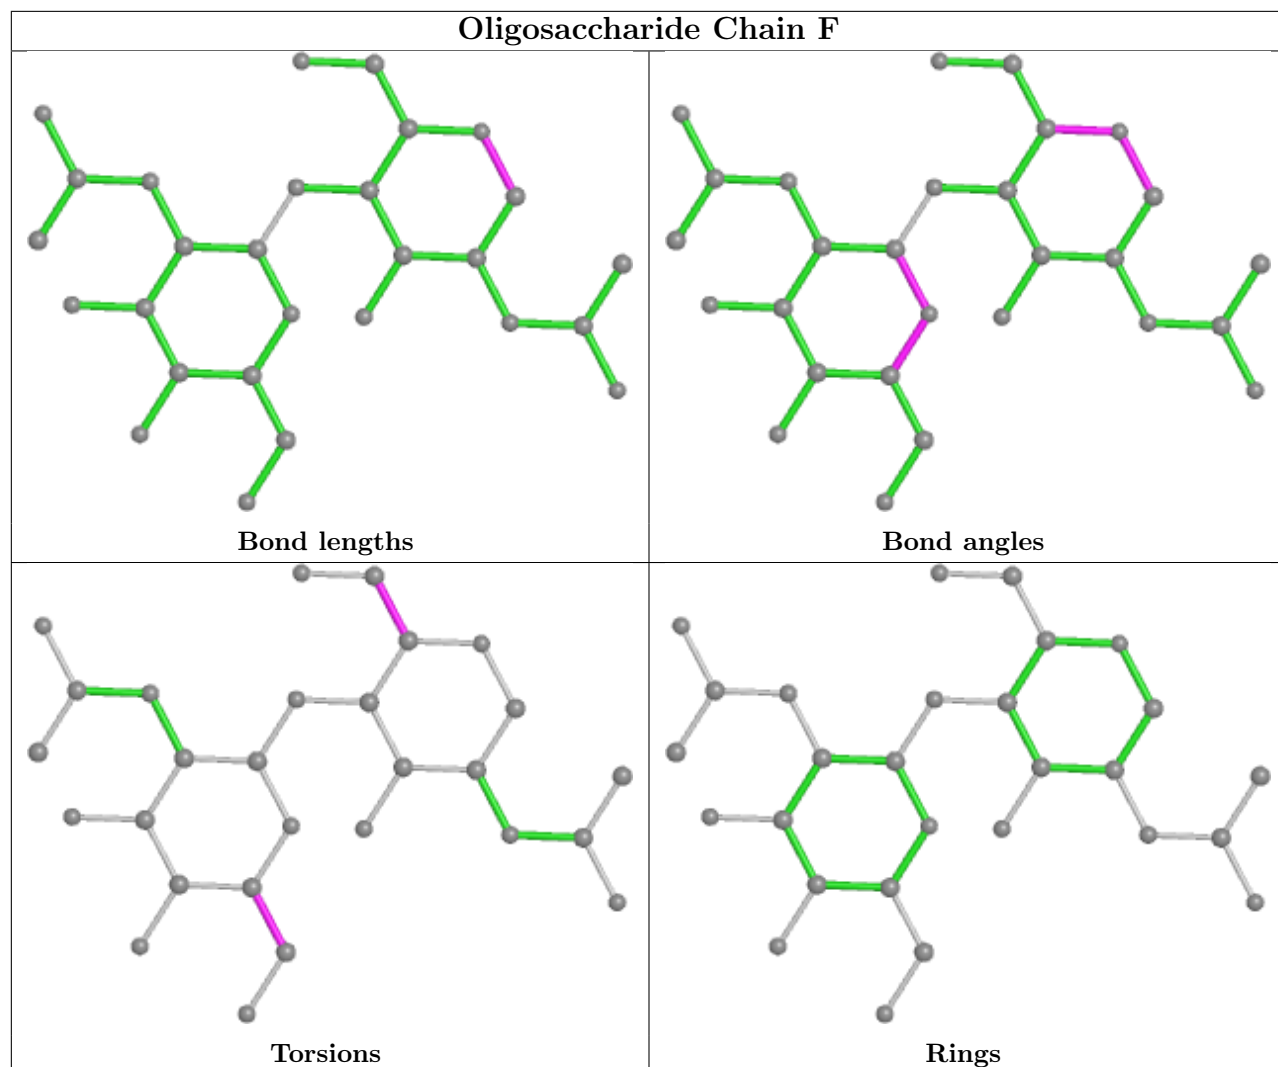 Oligosaccharide Chain F
Bond lengths
Bond angles
Torsions
Rings